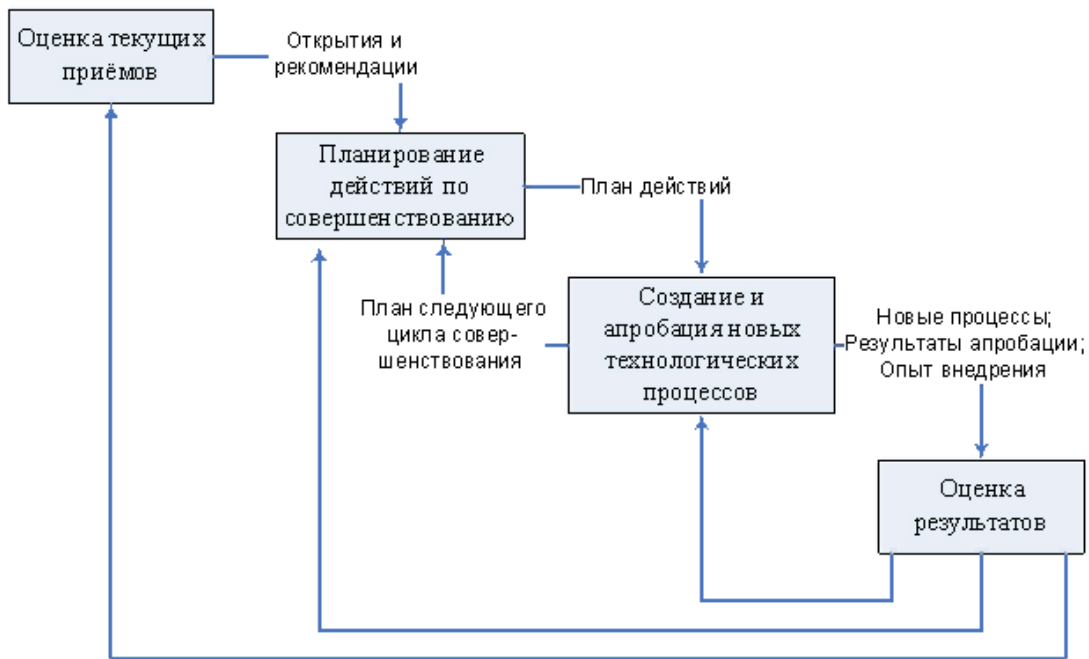 Оценка текущих
приёмов
Открытия и
рекомендации
Планирование
действий по
совершенствованию
План действий
План следующего
цикла совер-
шенствования
Создание и
апробация новых
технологических
процессов
Новые процессы;
Результаты апробации;
Опыт внедрения
Оценка
результатов